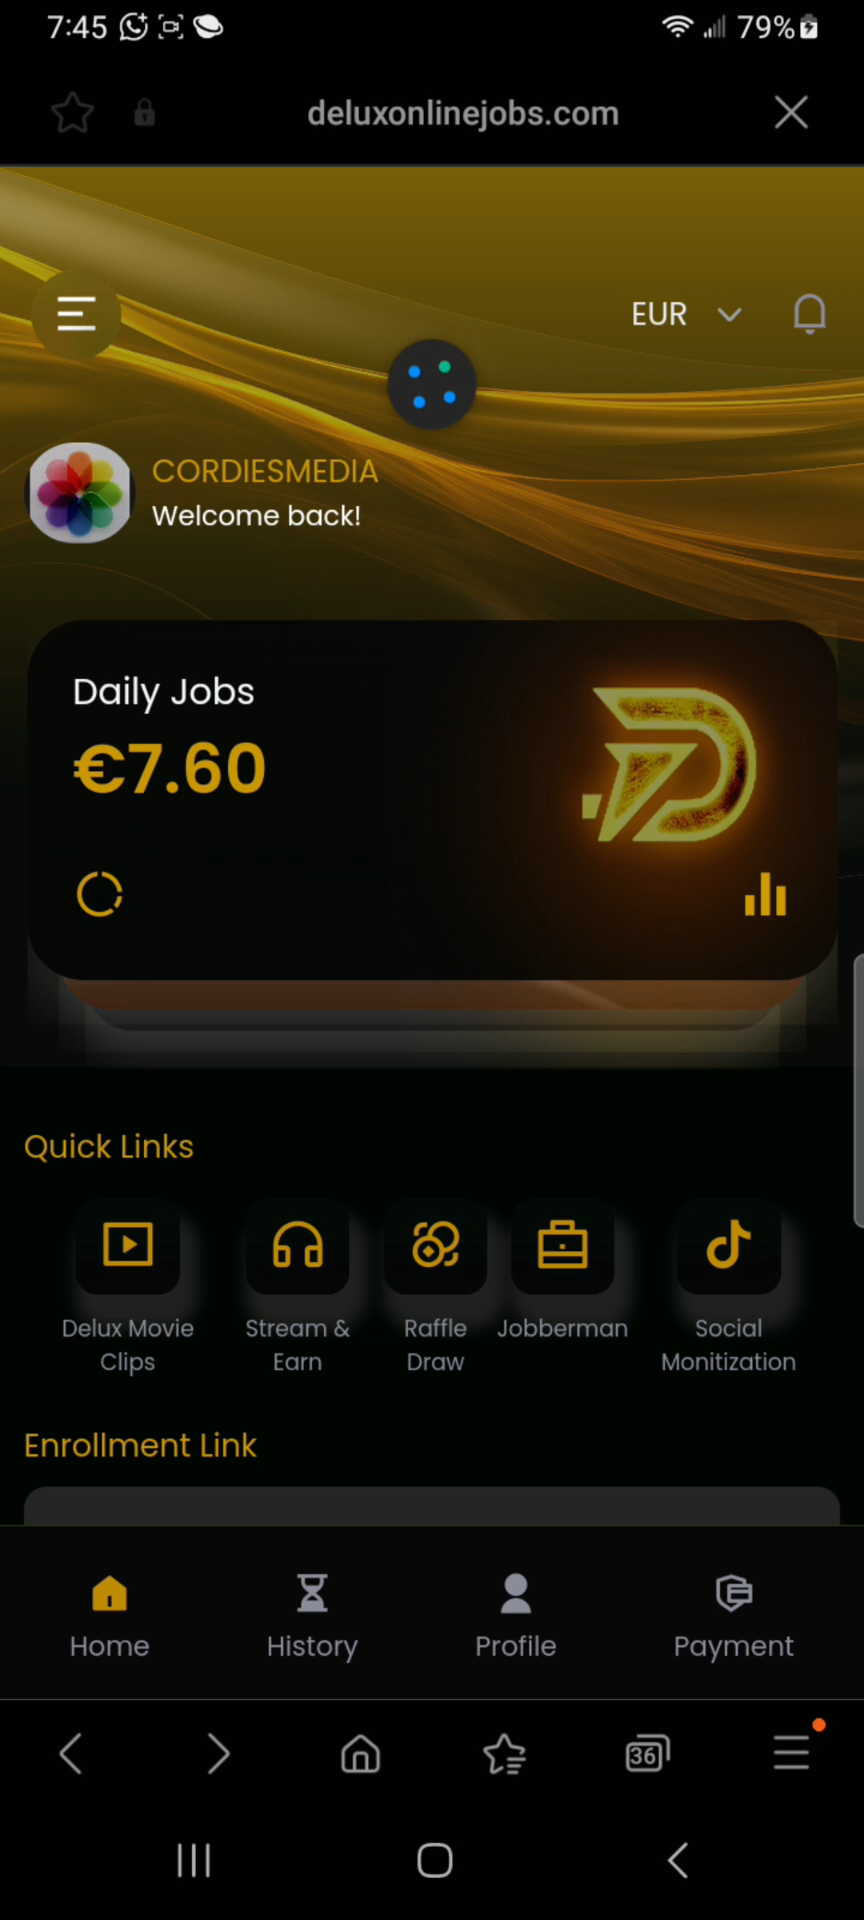 7:45
79%
deluxonlinejobs.com
EUR
CORDIESMEDIA
Welcome back!
Daily Jobs
€7.60
Quick Links
Delux Movie
Clips
Stream &
Earn
Raffle
Draw
Jobberman
Social
Monitization
Enrollment Link
Home
History
Profile
Payment
36